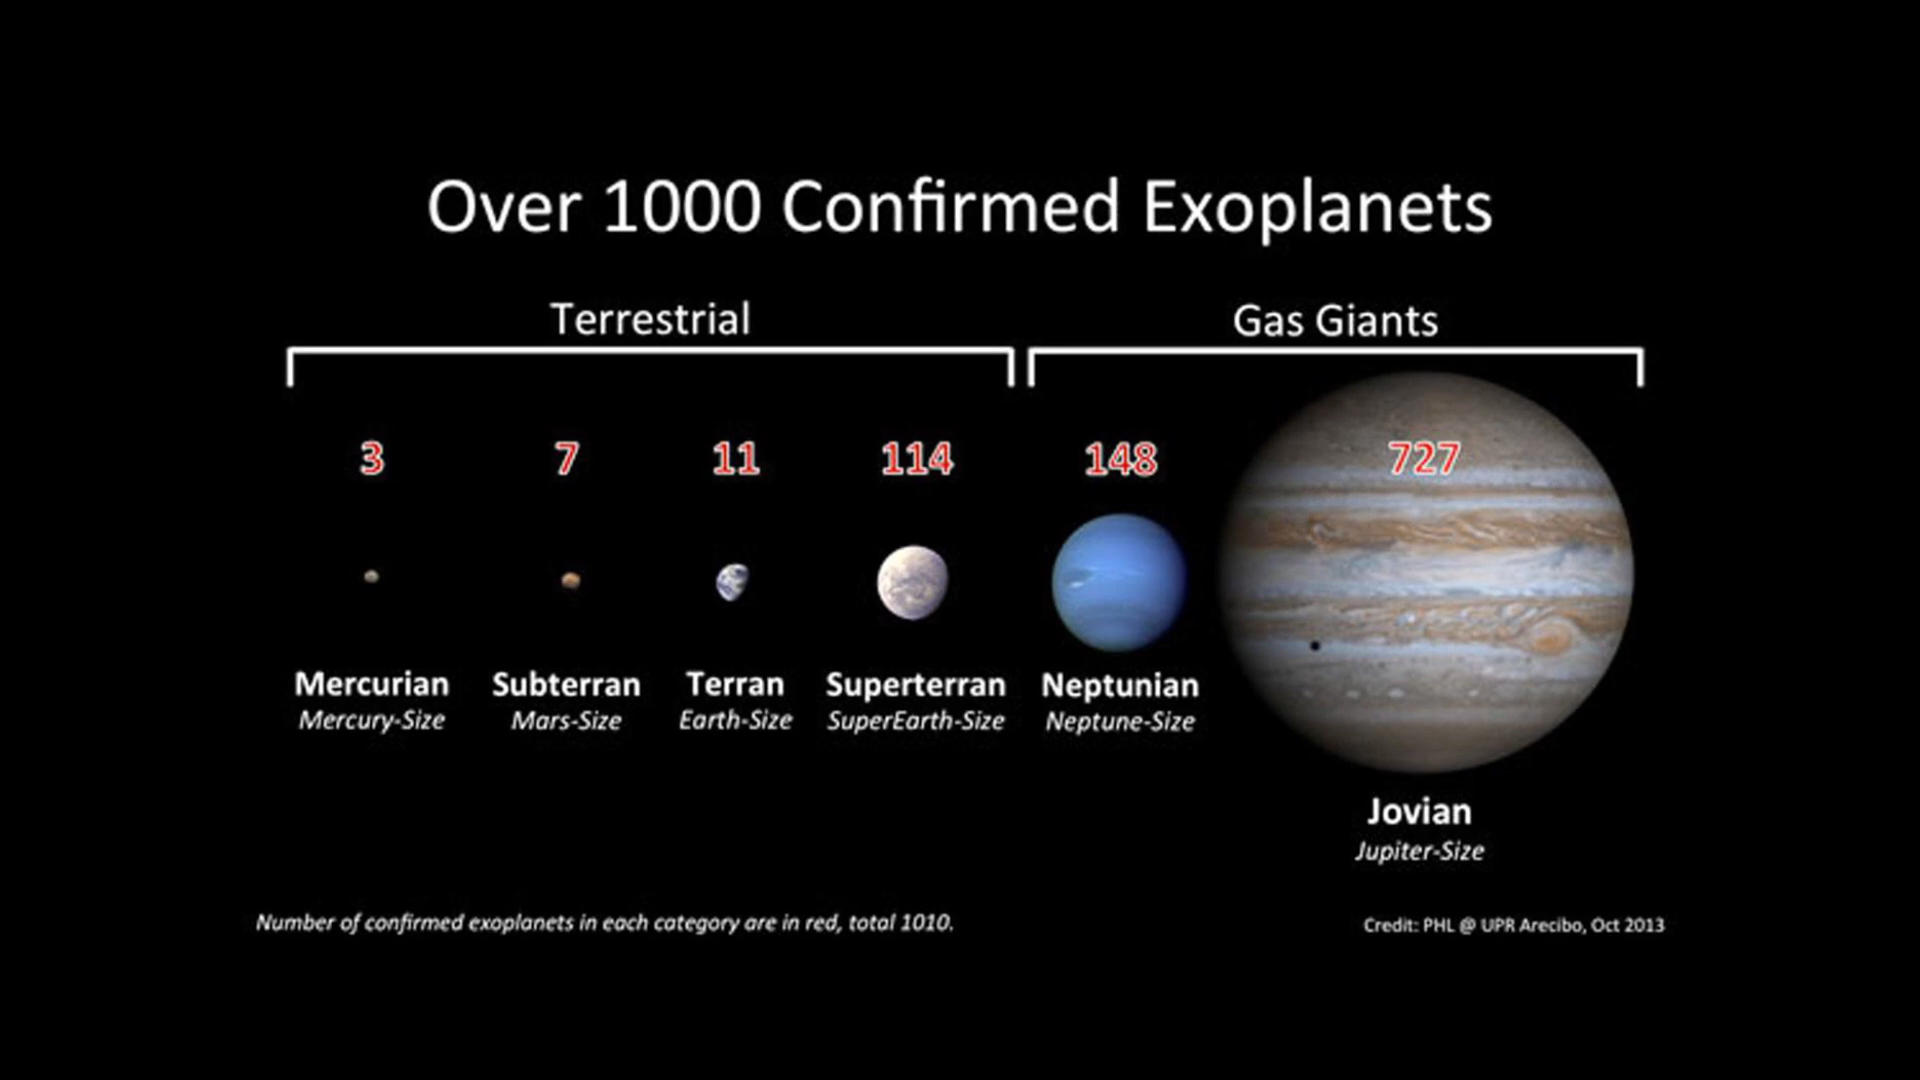 Over 1000 Confirmed Exoplanets
Terrestrial
Gas Giants
3
7
11
114
148
727
Mercurian
Mercury-Size
Subterran
Mars-Size
Terran
Earth-Size
Superterran
SuperEarth-Size
Neptunian
Neptune-Size
Jovian
Jupiter-Size
Number of confirmed exoplanets in each category are in red, total 1010.
Credit: PHL @ UPR Arecibo, Oct 2013